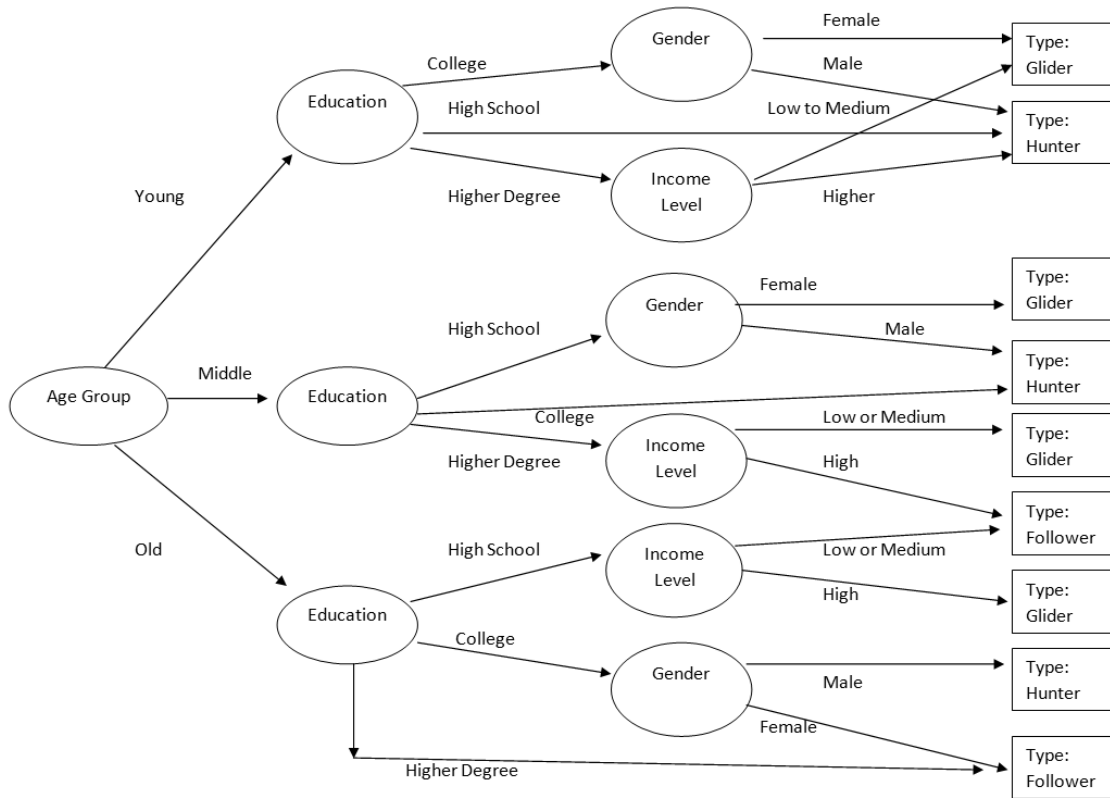 Female
Gender
Type:
Glider
College
Male
Education
High School
Low to Medium
Type:
Hunter
Income
Level
Young
Higher Degree
Higher
Type:
Glider
Female
Gender
High School
Male
Type:
Hunter
Middle
Age Group
Education
College
Low or Medium
Type:
Glider
Income
Level
Higher Degree
High
Type:
Follower
Old
High School
Income
Level
Low or Medium
High
Type:
Glider
Education
College
Gender
Male
Type:
Hunter
Female
Higher Degree
Type:
Follower